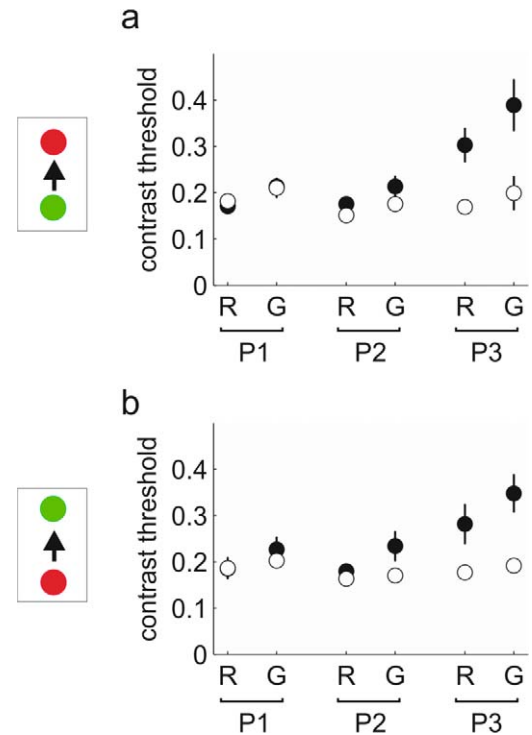 a
contrast threshold
0.4
0.3
0.2
0.1
0
R G R G R G
P1 P2 P3
b
contrast threshold
0.4
0.3
0.2
0.1
0
R G R G R G
P1 P2 P3